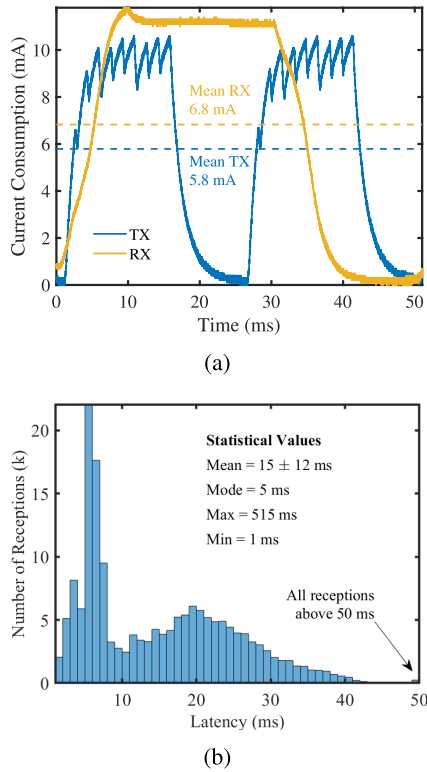 12
10
8
6
4
2
0
Current Consumption (mA)
Mean RX
6.8 mA
Mean TX
5.8 mA
TX
RX
0 10 20 30 40 50
Time (ms)
(a)
20
15
10
5
0
Number of Receptions (k)
Statistical Values
Mean = 15 ± 12 ms
Mode = 5 ms
Max = 515 ms
Min = 1 ms
All receptions
above 50 ms
10 20 30 40 50
Latency (ms)
(b)